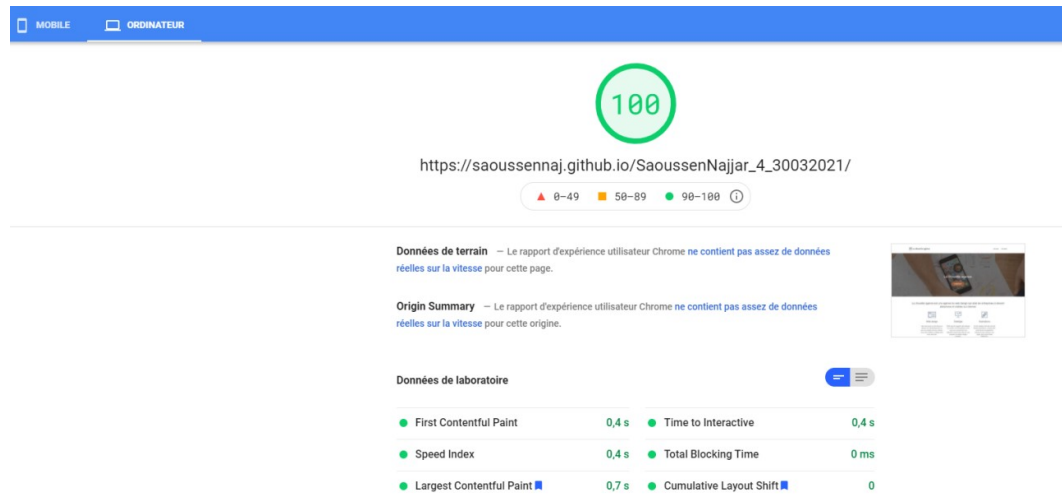 MOBILE
ORDINATEUR
100
https://saoussennaj.github.io/SaoussenNajjar_4_30032021/
0–49 50–89 90–100
Données de terrain — Le rapport d'expérience utilisateur Chrome ne contient pas assez de données
réelles sur la vitesse pour cette page.
Origin Summary — Le rapport d'expérience utilisateur Chrome ne contient pas assez de données
réelles sur la vitesse pour cette origine.
Données de laboratoire
First Contentful Paint 0,4 s
Time to Interactive 0,4 s
Speed Index 0,4 s
Total Blocking Time 0 ms
Largest Contentful Paint 0,7 s
Cumulative Layout Shift 0